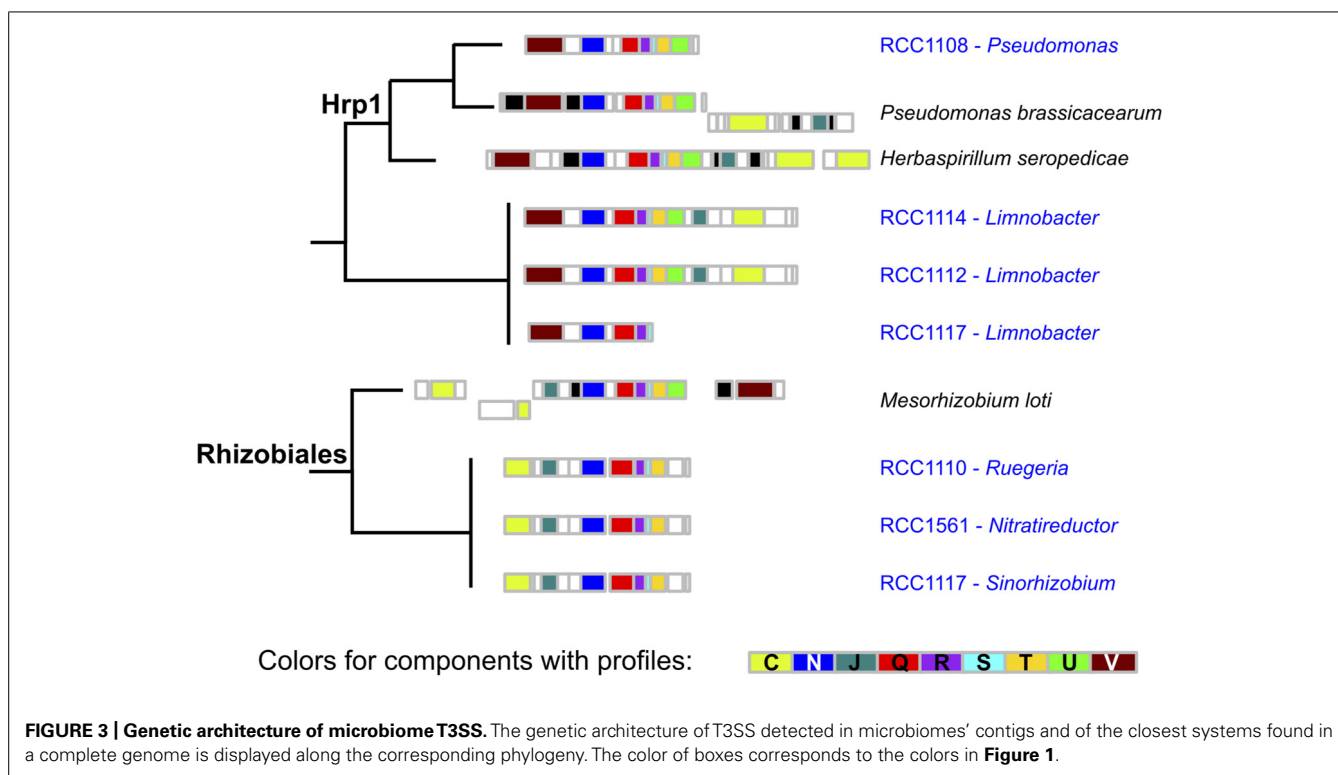 RCC1108 - Pseudomonas
Hrp1
Pseudomonas brassicacearum
Herbaspirillum seropedicae
RCC1114 - Limnobacter
RCC1112 - Limnobacter
RCC1117 - Limnobacter
Mesorhizobium loti
Rhizobiales
RCC1110 - Ruegeria
RCC1561 - Nitratireductor
RCC1117 - Sinorhizobium
Colors for components with profiles: C N J Q R S T U V
FIGURE 3 | Genetic architecture of microbiome T3SS. The genetic architecture of T3SS detected in microbiomes' contigs and of the closest systems found in
a complete genome is displayed along the corresponding phylogeny. The color of boxes corresponds to the colors in Figure 1.